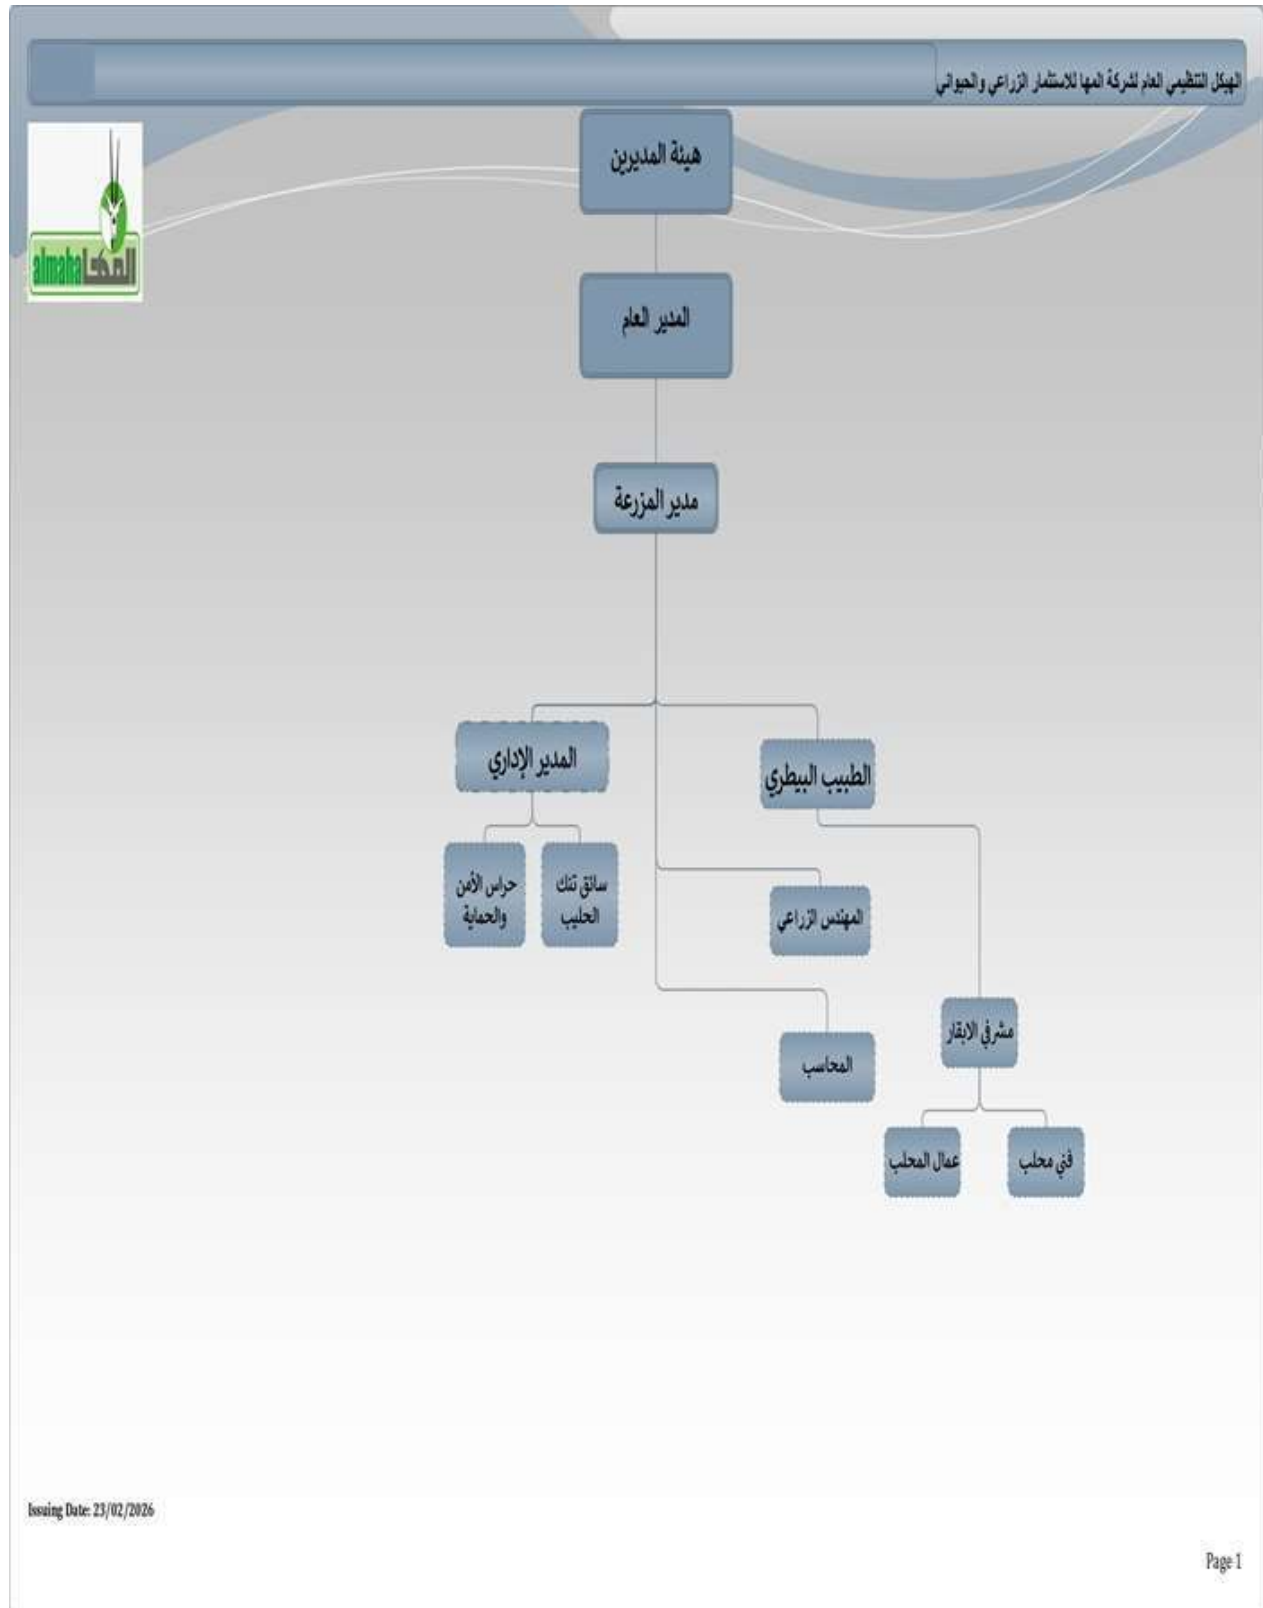 الهيكل التنظيمي العام لشركة المها للاستثمار الزراعي والحيواني
هيئة المديرين
almaha المها
المدير العام
مدير المزرعة
المدير الإداري
الطبيب البيطري
سائق تنك
الحليب
حراس الأمن
والحماية
المهندس الزراعي
مشرفي الابقار
المحاسب
فني محلب
عمال المحلب
Issuing Date: 23/02/2026
Page 1